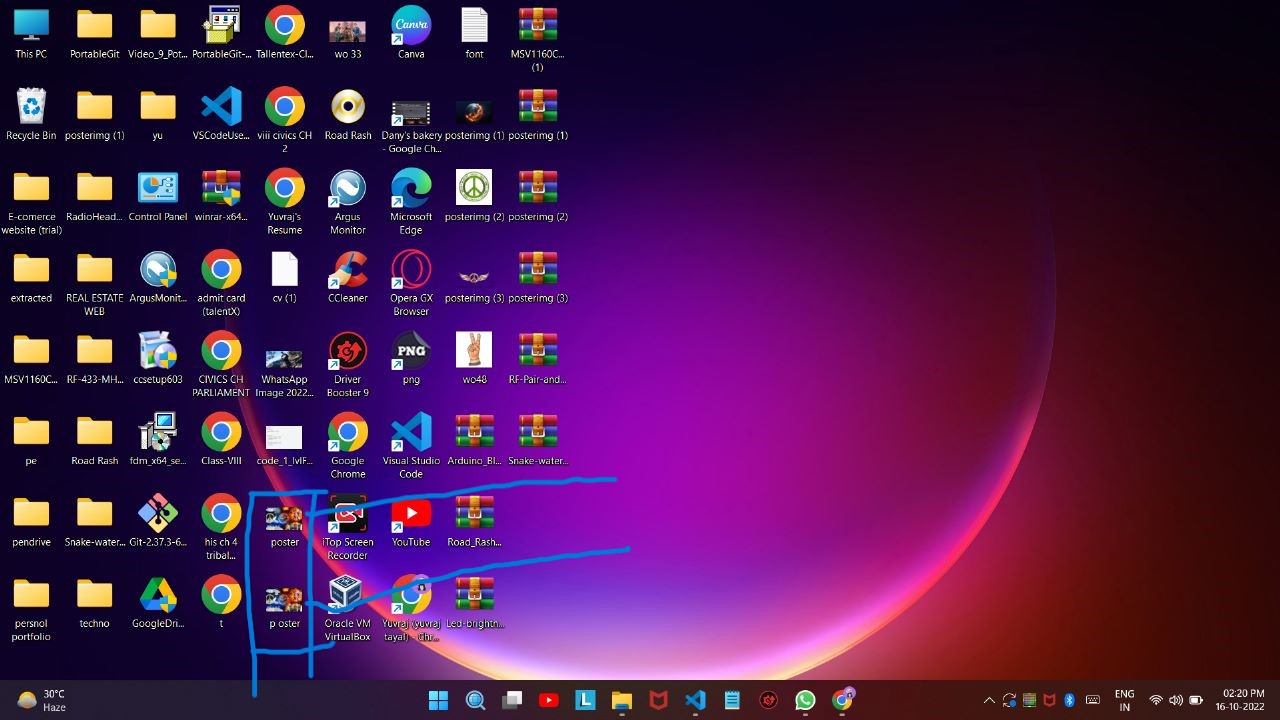 This PC
PortableGit
Video_9_Pot...
PortableGit-...
Tallentex-Cl...
wo 33
Canva
Canva
font
MSV1160C...
(1)
Recycle Bin
posterimg (1)
yu
VSCodeUse...
viii civics CH
2
Road Rash
Dany's bakery
- Google Ch...
posterimg (1)
posterimg (1)
E-comerce
website (trial)
RadioHead...
Control Panel
winrar-x64...
Yuvraj's
Resume
Argus
Monitor
Microsoft
Edge
posterimg (2)
posterimg (2)
extracted
REAL ESTATE
WEB
ArgusMonit...
admit card
(talentX)
cv (1)
CCleaner
Opera GX
Browser
posterimg (3)
posterimg (3)
MSV1160C...
RF-433-MH...
ccsetup603
CIVICS CH
PARLIAMENT
WhatsApp
Image 2022...
Driver
Booster 9
PNG
png
wo48
RF-Pair-and...
pe
Road Rash
fdm_x64_se...
Class-VIII
code_1_IvlF...
Google
Chrome
Visual Studio
Code
Arduino_Bl...
Snake-water...
pendrive
Snake-water...
Git-2.37.3-6...
his ch 4
tribal...
poster
iTop Screen
Recorder
YouTube
Road_Rash...
persnol
portfolio
techno
GoogleDri...
t
p oster
Oracle VM
VirtualBox
Yuvraj (yuvraj
tayal) - Chr...
Led-brightn...
30°C
Haze
L
ENG
IN
02:20 PM
16-10-2022